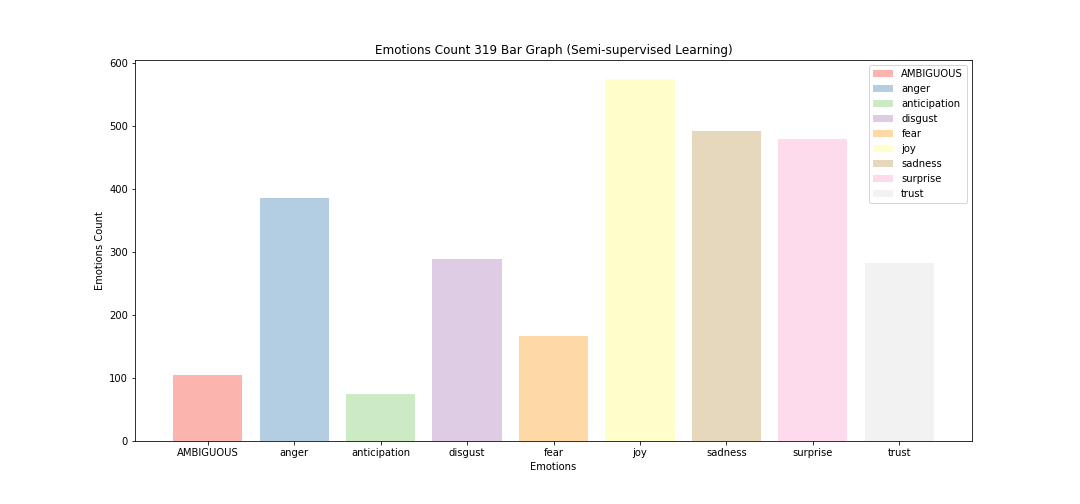 Emotions Count 319 Bar Graph (Semi-supervised Learning)
600
500
400
300
200
100
0
Emotions Count
AMBIGUOUS
anger
anticipation
disgust
fear
joy
sadness
surprise
trust
AMBIGUOUS anger anticipation disgust fear joy sadness surprise trust
Emotions